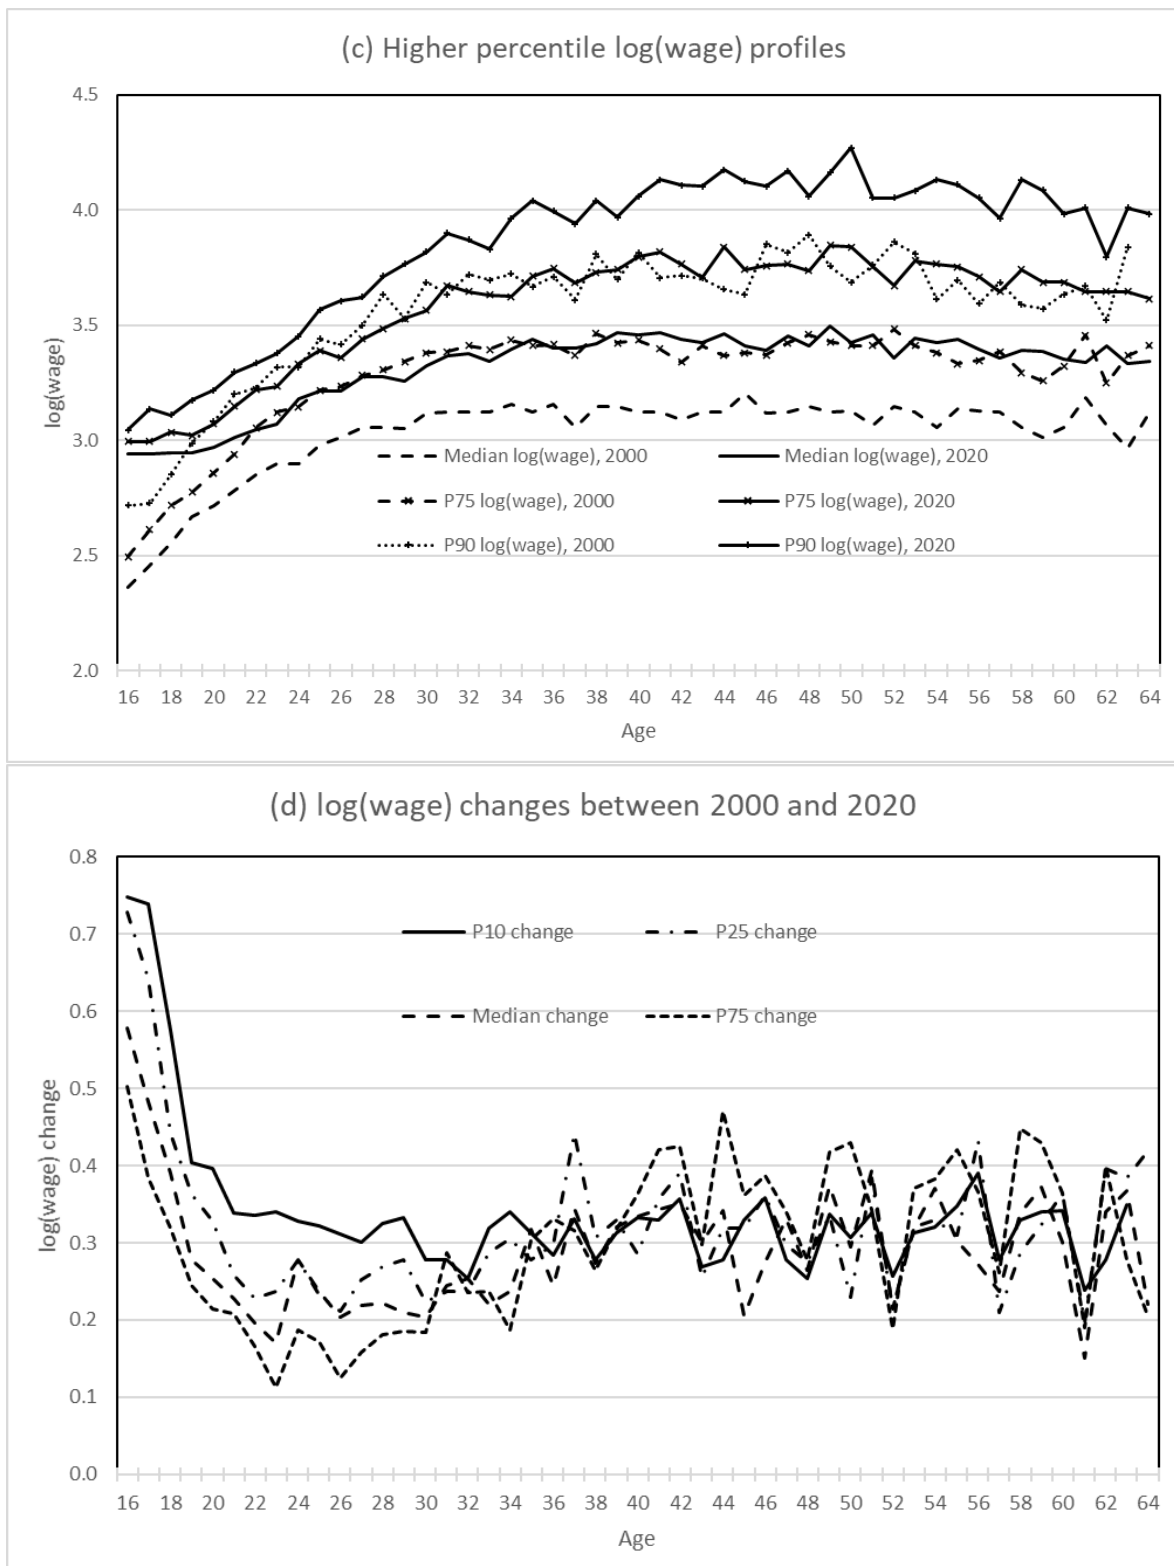 (c) Higher percentile log(wage) profiles
4.5
4.0
3.5
3.0
2.5
2.0
log(wage)
Median log(wage), 2000
Median log(wage), 2020
P75 log(wage), 2000
P75 log(wage), 2020
P90 log(wage), 2000
P90 log(wage), 2020
16 18 20 22 24 26 28 30 32 34 36 38 40 42 44 46 48 50 52 54 56 58 60 62 64
Age
(d) log(wage) changes between 2000 and 2020
0.8
0.7
0.6
0.5
0.4
0.3
0.2
0.1
0.0
log(wage) change
P10 change
P25 change
Median change
P75 change
16 18 20 22 24 26 28 30 32 34 36 38 40 42 44 46 48 50 52 54 56 58 60 62 64
Age